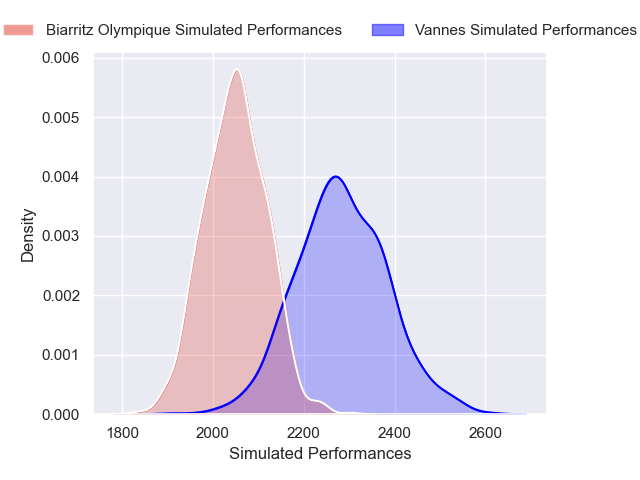 Biarritz Olympique Simulated Performances
Vannes Simulated Performances
0.006
0.005
0.004
0.003
0.002
0.001
0.000
Density
1800 2000 2200 2400 2600
Simulated Performances